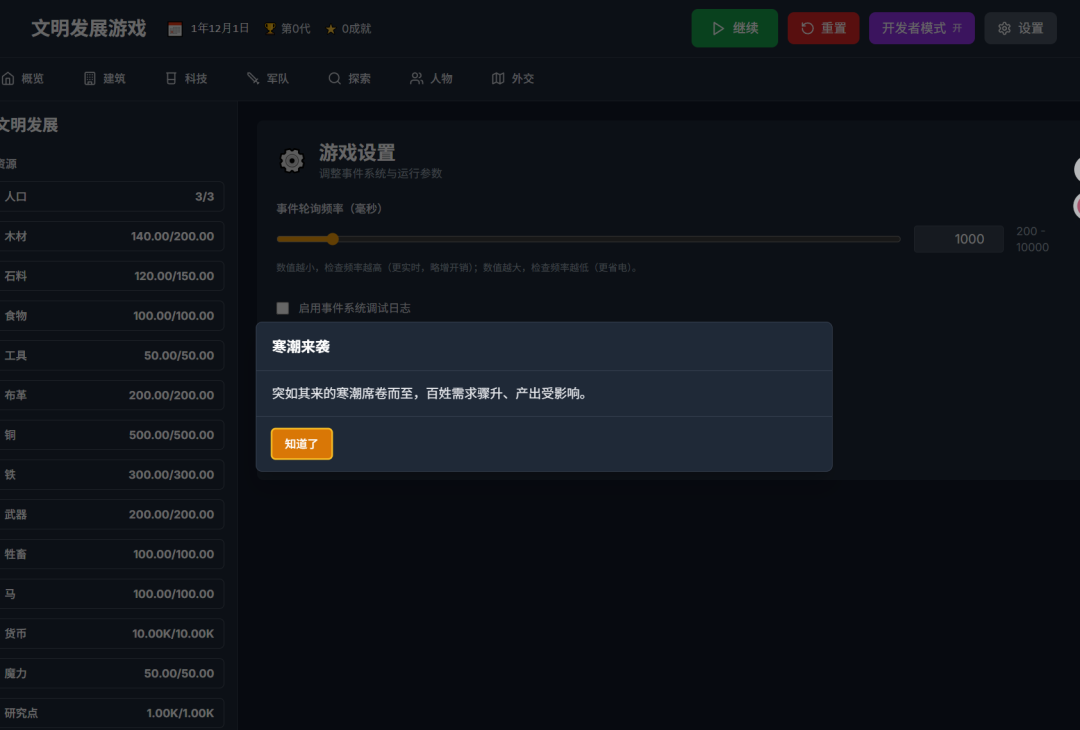 文明发展游戏
1年12月1日
第0代
0成就
继续
重置
开发者模式 开
设置
概览
建筑
科技
军队
探索
人物
外交
文明发展
资源
人口 3/3
木材 140.00/200.00
石料 120.00/150.00
食物 100.00/100.00
工具 50.00/50.00
布革 200.00/200.00
铜 500.00/500.00
铁 300.00/300.00
武器 200.00/200.00
牲畜 100.00/100.00
马 100.00/100.00
货币 10.00K/10.00K
魔力 50.00/50.00
研究点 1.00K/1.00K
游戏设置
调整事件系统与运行参数
事件轮询频率（毫秒）
1000
200 -
10000
数值越小，检查频率越高（更实时，略增开销）；数值越大，检查频率越低（更省电）。
启用事件系统调试日志
寒潮来袭
突如其来的寒潮席卷而至，百姓需求骤升、产出受影响。
知道了